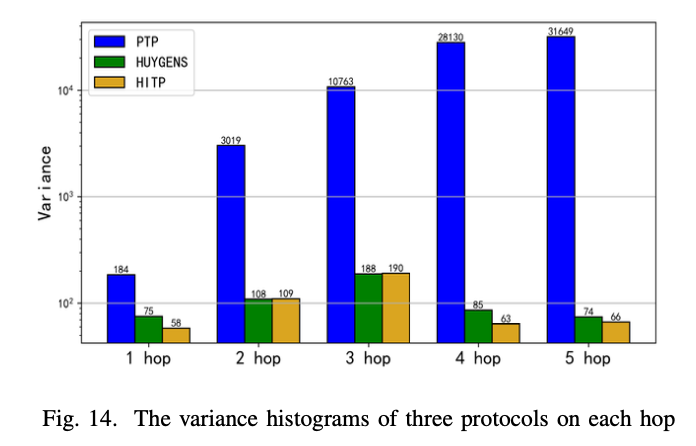 PTP
HUYGENS
HITP
Variance
10⁴
10³
10²
184
75
58
3019
108
109
10763
188
190
28130
85
63
31649
74
66
1 hop
2 hop
3 hop
4 hop
5 hop
Fig. 14. The variance histograms of three protocols on each hop